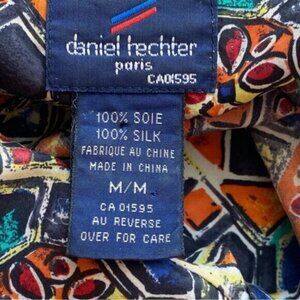 daniel hechter
paris
CA01595
100% SOIE
100% SILK
FABRIQUE AU CHINE
MADE IN CHINA
M/M
CA 01595
AU REVERSE
OVER FOR CARE